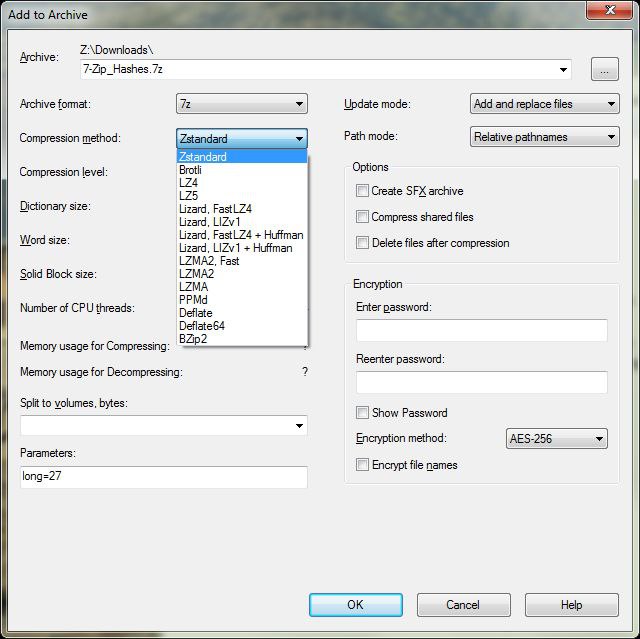 Add to Archive
Archive:
Z:\Downloads\
7-Zip_Hashes.7z
...
Archive format:
7z
Update mode:
Add and replace files
Compression method:
Zstandard
Path mode:
Relative pathnames
Zstandard
Brotli
LZ4
LZ5
Lizard, FastLZ4
Lizard, LIZv1
Lizard, FastLZ4 + Huffman
Lizard, LIZv1 + Huffman
LZMA2, Fast
LZMA2
LZMA
PPMd
Deflate
Deflate64
BZip2
Compression level:
Dictionary size:
Word size:
Solid Block size:
Number of CPU threads:
Memory usage for Compressing:
?
Memory usage for Decompressing:
?
Split to volumes, bytes:
Parameters:
long=27
Options
Create SFX archive
Compress shared files
Delete files after compression
Encryption
Enter password:
Reenter password:
Show Password
Encryption method:
AES-256
Encrypt file names
OK
Cancel
Help